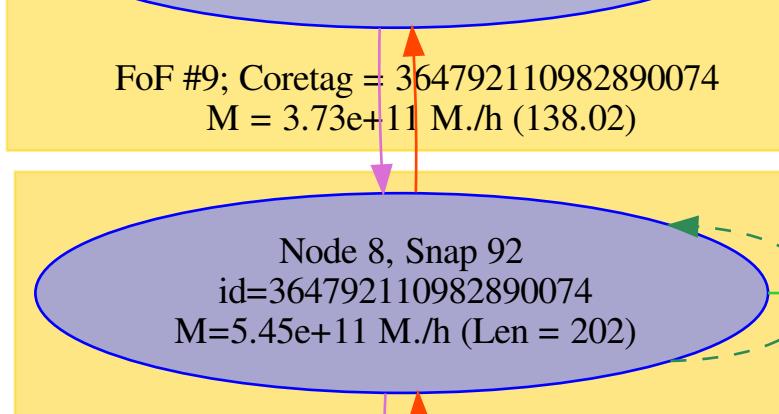 FoF #9; Coretag = 364792110982890074
M = 3.73e+11 M./h (138.02)
Node 8, Snap 92
id=364792110982890074
M=5.45e+11 M./h (Len = 202)